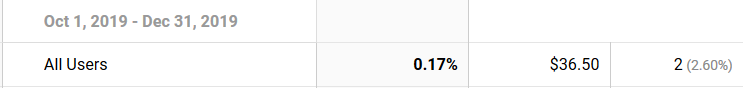 Oct 1, 2019 - Dec 31, 2019
All Users 0.17% $36.50 2 (2.60%)